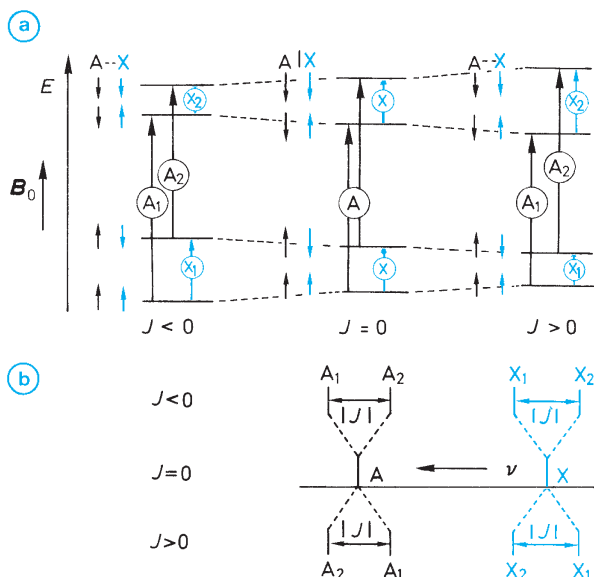 a
A--X A|X A--X
E
X₂ X X₂
B₀
A₁ A₂ A A₁ A₂
X₁ X X₁
J<0 J=0 J>0
b
A₁ A₂ X₁ X₂
J<0 |J| |J|
J=0 A ν X
J>0 |J| |J|
A₂ A₁ X₂ X₁